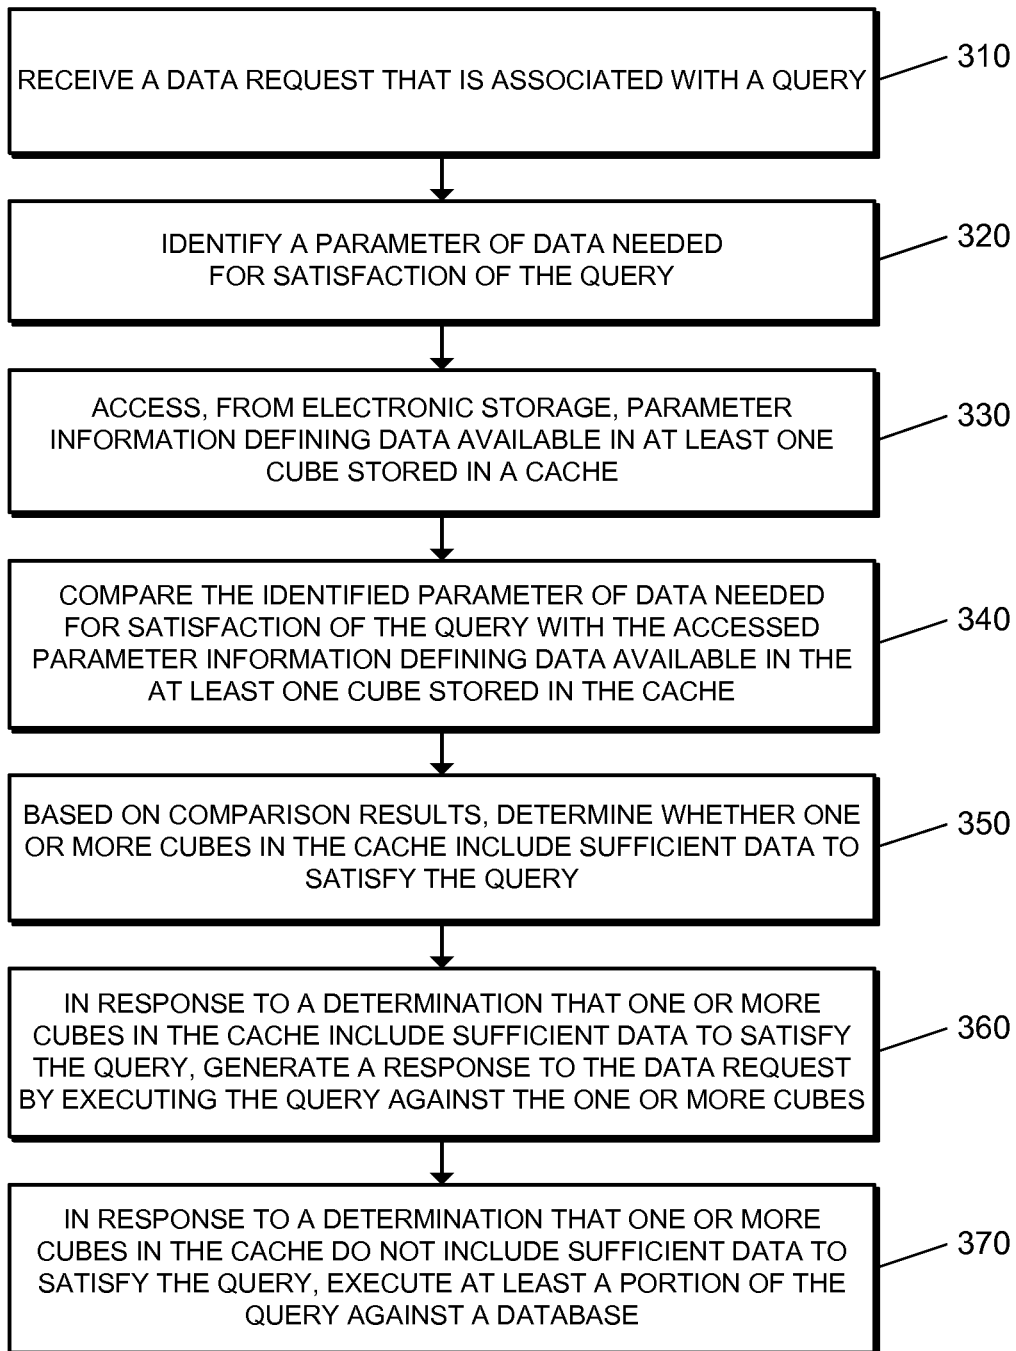 RECEIVE A DATA REQUEST THAT IS ASSOCIATED WITH A QUERY
310
IDENTIFY A PARAMETER OF DATA NEEDED
FOR SATISFACTION OF THE QUERY
320
ACCESS, FROM ELECTRONIC STORAGE, PARAMETER
INFORMATION DEFINING DATA AVAILABLE IN AT LEAST ONE
CUBE STORED IN A CACHE
330
COMPARE THE IDENTIFIED PARAMETER OF DATA NEEDED
FOR SATISFACTION OF THE QUERY WITH THE ACCESSED
PARAMETER INFORMATION DEFINING DATA AVAILABLE IN THE
AT LEAST ONE CUBE STORED IN THE CACHE
340
BASED ON COMPARISON RESULTS, DETERMINE WHETHER ONE
OR MORE CUBES IN THE CACHE INCLUDE SUFFICIENT DATA TO
SATISFY THE QUERY
350
IN RESPONSE TO A DETERMINATION THAT ONE OR MORE
CUBES IN THE CACHE INCLUDE SUFFICIENT DATA TO SATISFY
THE QUERY, GENERATE A RESPONSE TO THE DATA REQUEST
BY EXECUTING THE QUERY AGAINST THE ONE OR MORE CUBES
360
IN RESPONSE TO A DETERMINATION THAT ONE OR MORE
CUBES IN THE CACHE DO NOT INCLUDE SUFFICIENT DATA TO
SATISFY THE QUERY, EXECUTE AT LEAST A PORTION OF THE
QUERY AGAINST A DATABASE
370